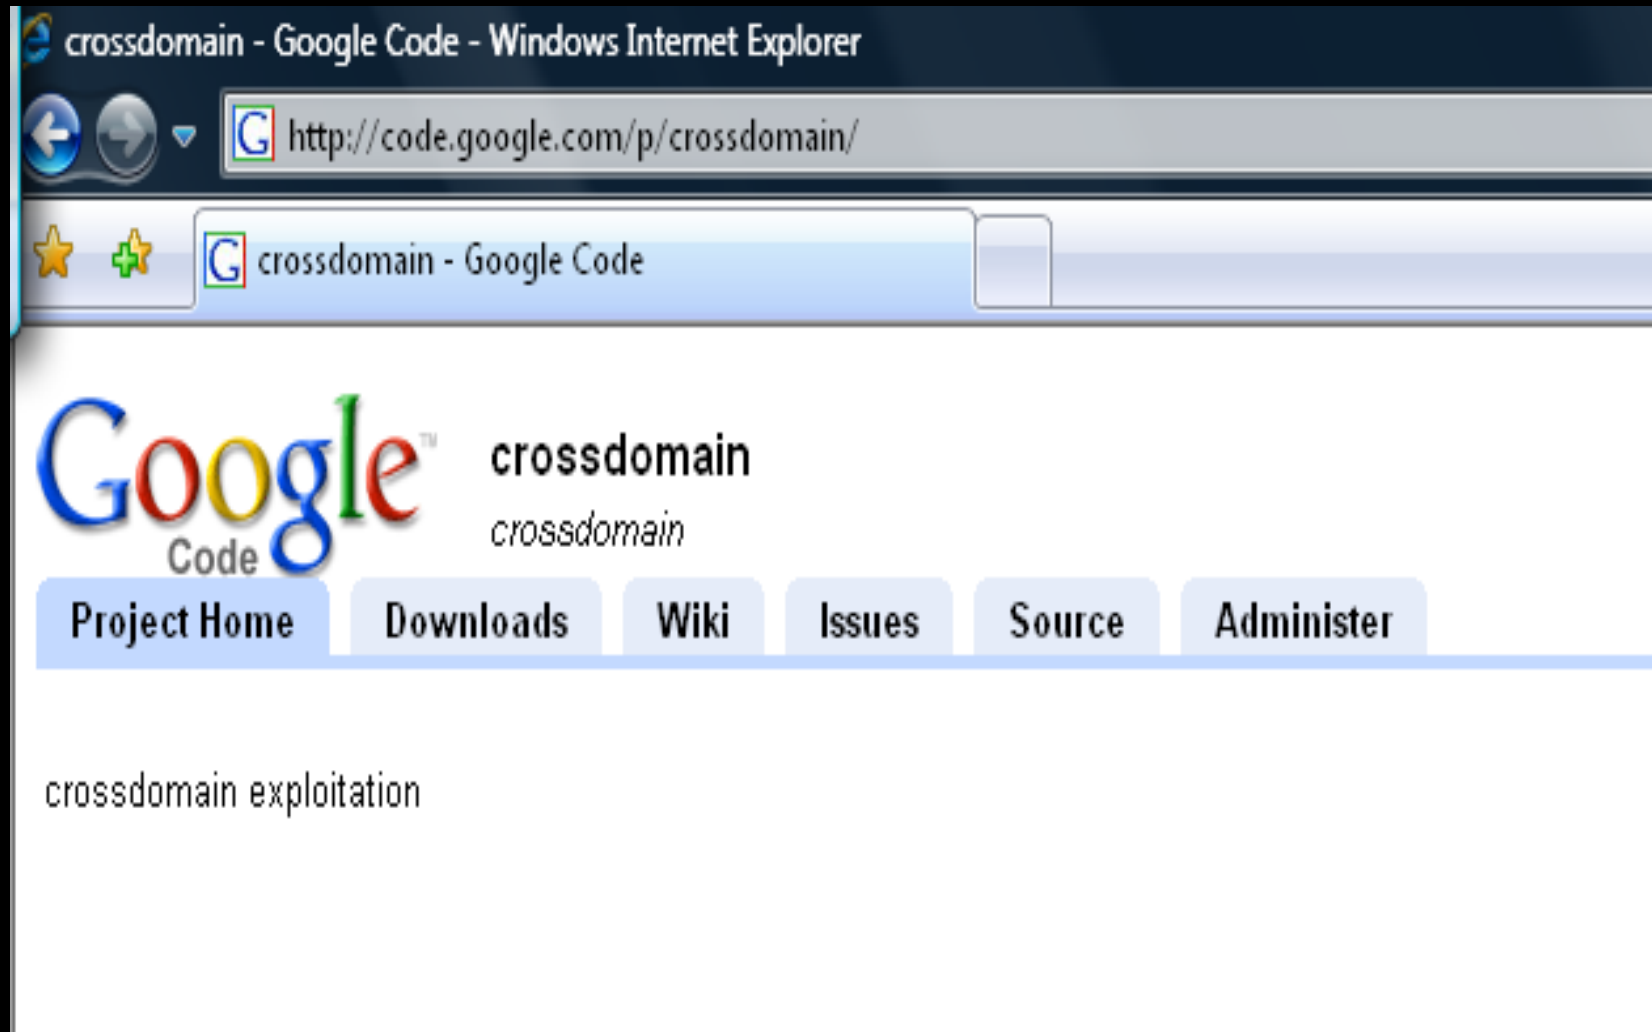 crossdomain - Google Code - Windows Internet Explorer
http://code.google.com/p/crossdomain/
crossdomain - Google Code
Google™
Code
crossdomain
crossdomain
Project Home Downloads Wiki Issues Source Administer
crossdomain exploitation